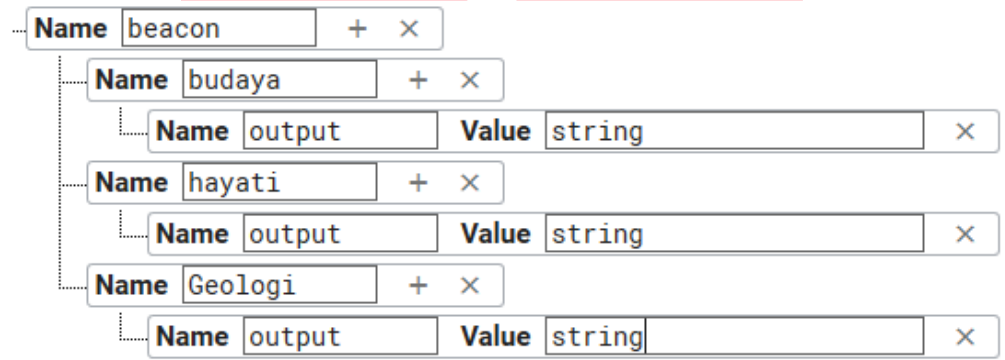 Name beacon + ×
Name budaya + ×
Name output Value string ×
Name hayati + ×
Name output Value string ×
Name Geologi + ×
Name output Value string ×